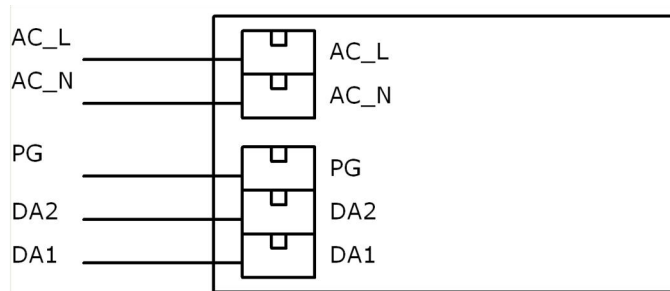 AC_L AC_L
AC_N AC_N
PG PG
DA2 DA2
DA1 DA1